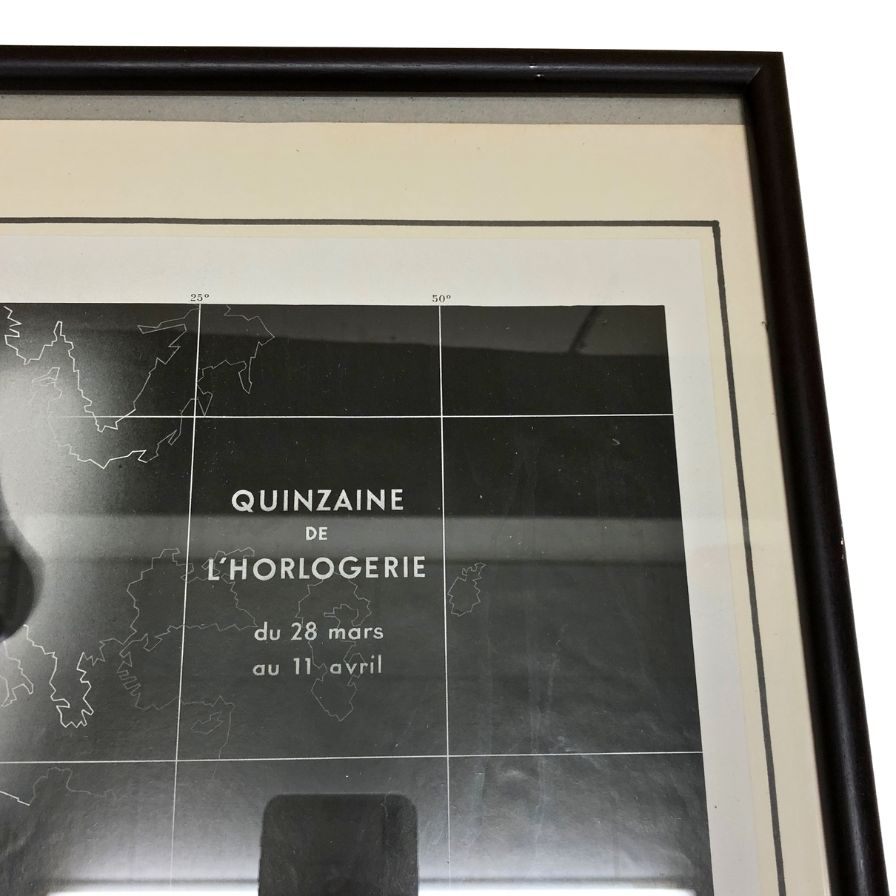 25°
50°
QUINZAINE
DE
L'HORLOGERIE
du 28 mars
au 11 avril